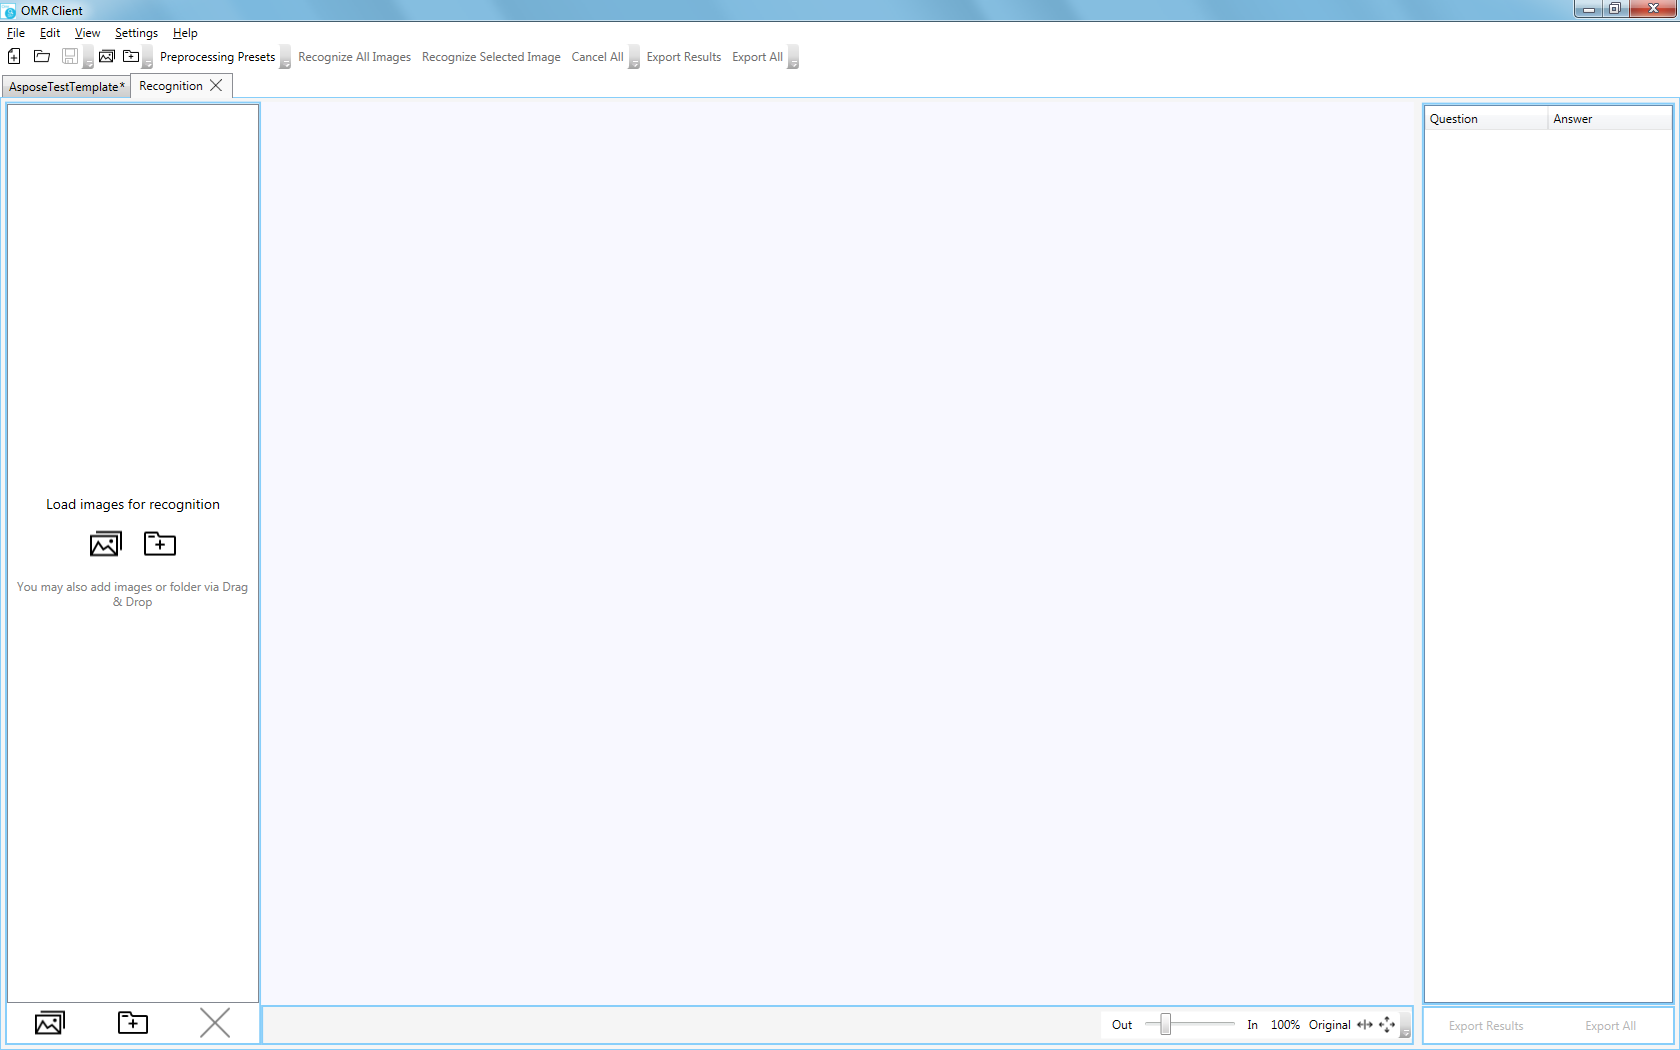 OMR Client
File Edit View Settings Help
Preprocessing Presets Recognize All Images Recognize Selected Image Cancel All Export Results Export All
AsposeTestTemplate* Recognition
Question Answer
Load images for recognition
You may also add images or folder via Drag
& Drop
Out In 100% Original
Export Results Export All